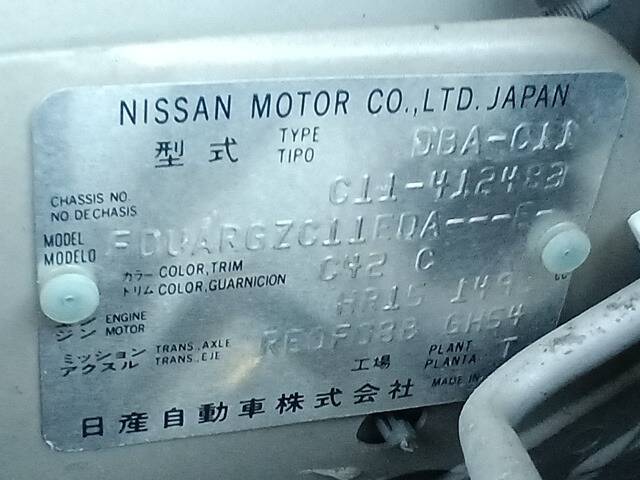 NISSAN MOTOR CO.,LTD. JAPAN
型式 TYPE TIPO DBA-C11
CHASSIS NO. NO. DE CHASIS C11-412483
MODEL MODELO
カラー トリム COLOR, TRIM COLOR, GUARNICION C42 C
ENGINE MOTOR HR15 149
ミッション アクスル TRANS., AXLE TRANS., EJE RE0F08B GH54
工場 PLANT PLANTA T
日産自動車株式会社 MADE IN